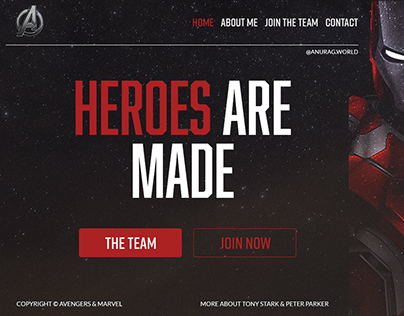 HOME ABOUT ME JOIN THE TEAM CONTACT
@ANURAG.WORLD
HEROES ARE
MADE
THE TEAM JOIN NOW
COPYRIGHT © AVENGERS & MARVEL MORE ABOUT TONY STARK & PETER PARKER